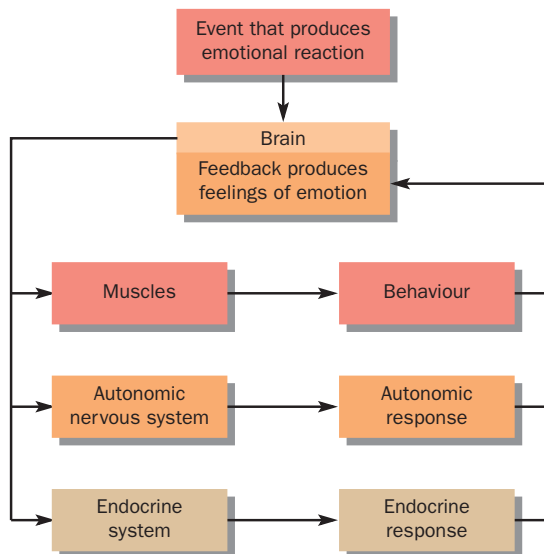 Event that produces
emotional reaction
Brain
Feedback produces
feelings of emotion
Muscles
Behaviour
Autonomic
nervous system
Autonomic
response
Endocrine
system
Endocrine
response